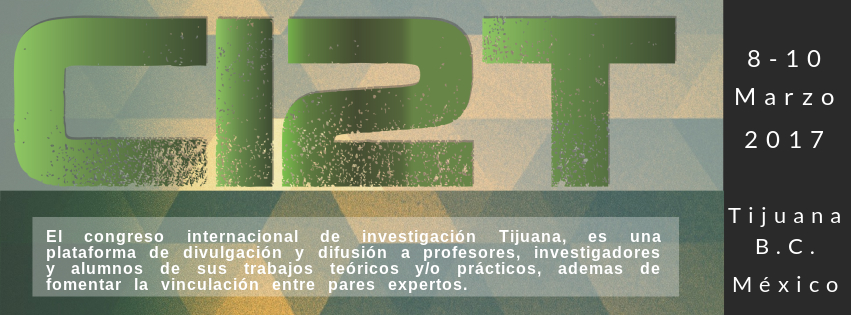 CI2T
El congreso internacional de investigación Tijuana, es una
plataforma de divulgación y difusión a profesores, investigadores
y alumnos de sus trabajos teóricos y/o prácticos, ademas de
fomentar la vinculación entre pares expertos.
8-10
Marzo
2017
Tijuana
B.C.
México